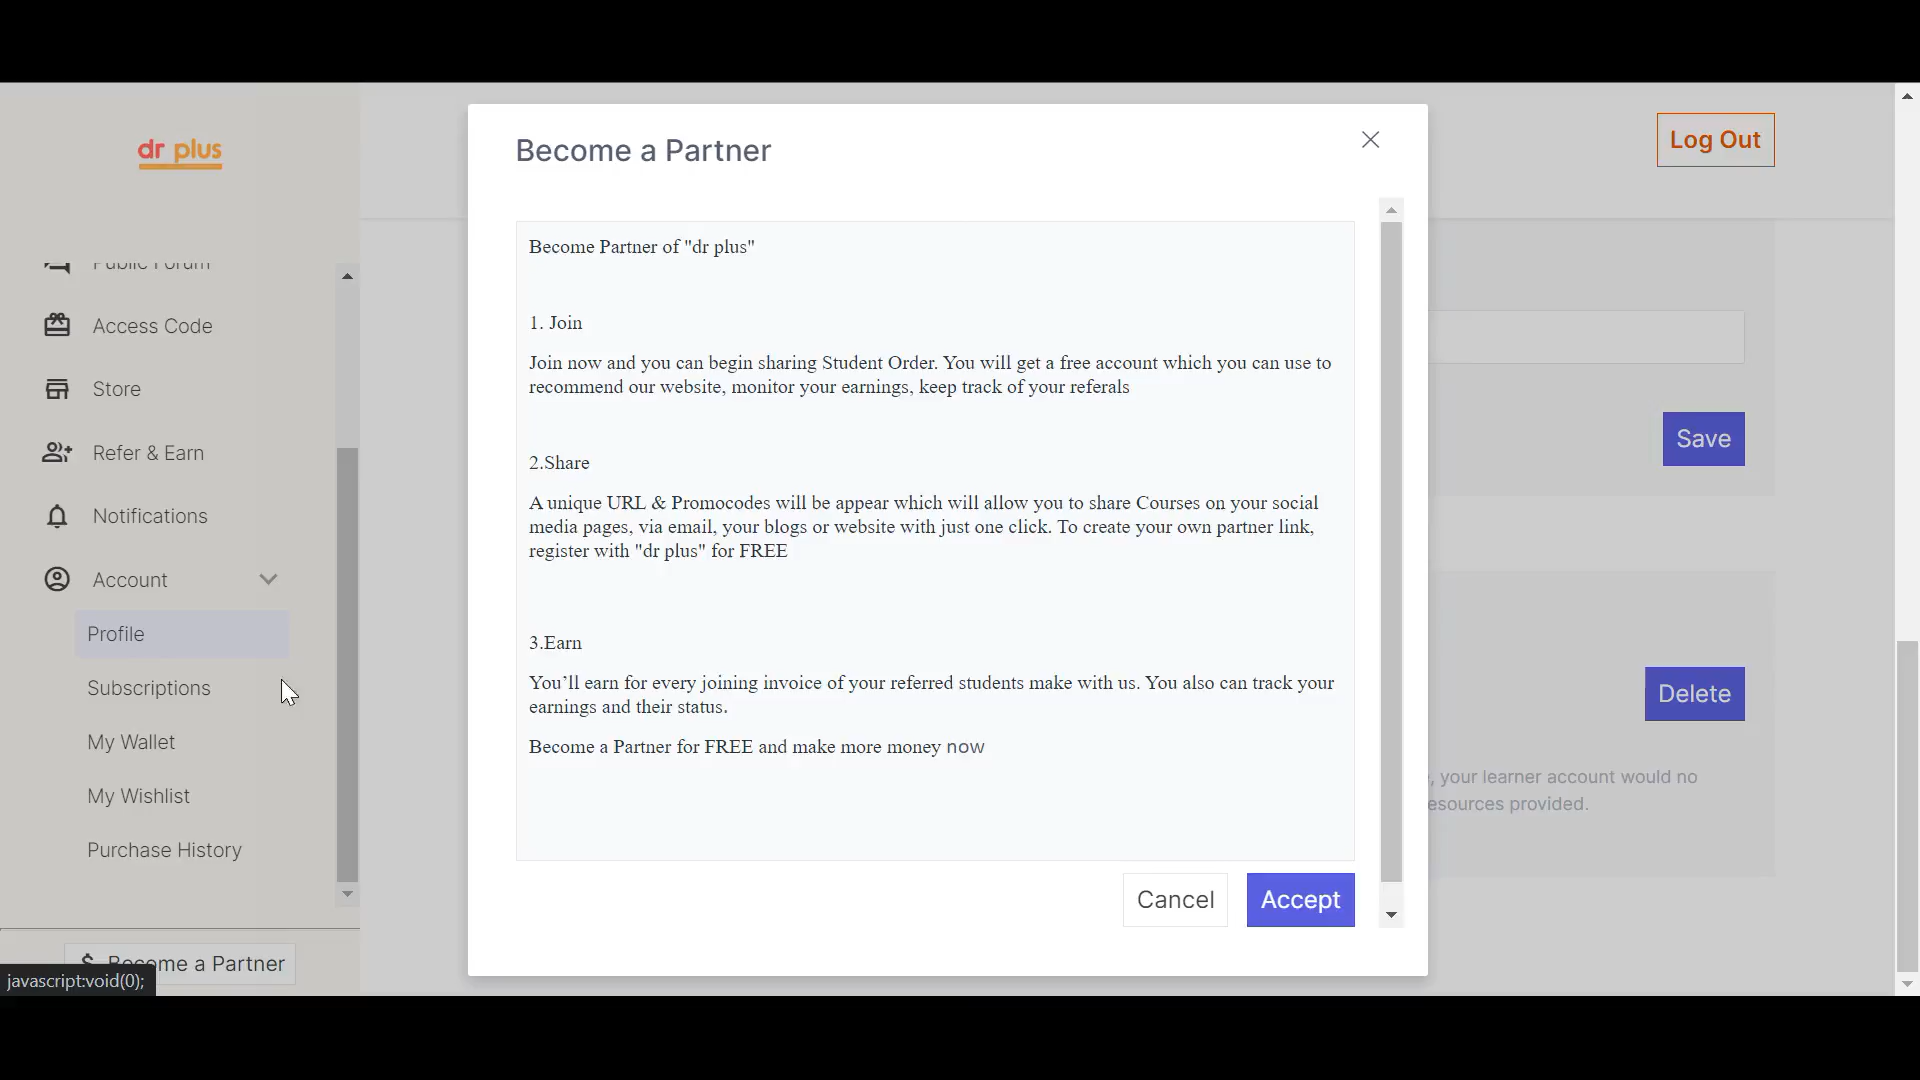 dr plus
Public Forum
Access Code
Store
Refer & Earn
Notifications
Account
Profile
Subscriptions
My Wallet
My Wishlist
Purchase History
Become a Partner
javascript:void(0);
Become a Partner
Become Partner of "dr plus"
1. Join
Join now and you can begin sharing Student Order. You will get a free account which you can use to
recommend our website, monitor your earnings, keep track of your referals
2.Share
A unique URL & Promocodes will be appear which will allow you to share Courses on your social
media pages, via email, your blogs or website with just one click. To create your own partner link,
register with "dr plus" for FREE
3.Earn
You’ll earn for every joining invoice of your referred students make with us. You also can track your
earnings and their status.
Become a Partner for FREE and make more money now
Cancel
Accept
Log Out
Save
Delete
, your learner account would no
esources provided.